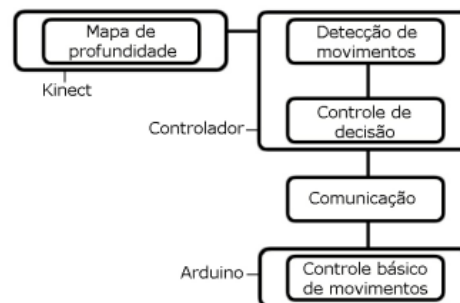 Mapa de
profundidade
Kinect
Detecção de
movimentos
Controle de
decisão
Controlador
Comunicação
Arduino
Controle básico
de movimentos